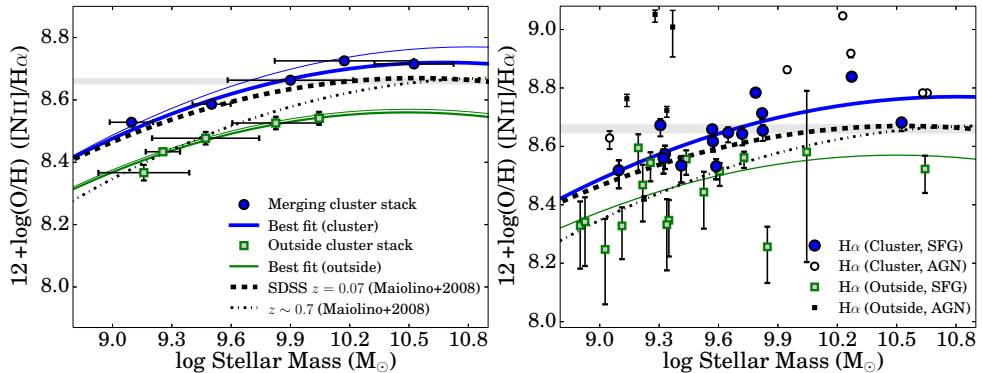 8.8
8.6
8.4
8.2
8.0
12+log(O/H) ([NII]/Hα)
Merging cluster stack
Best fit (cluster)
Outside cluster stack
Best fit (outside)
SDSS z = 0.07 (Maiolino+2008)
z ∼ 0.7 (Maiolino+2008)
9.0 9.3 9.6 9.9 10.2 10.5 10.8
log Stellar Mass (M⊙)
9.0
8.8
8.6
8.4
8.2
8.0
12+log(O/H) ([NII]/Hα)
Hα (Cluster, SFG)
Hα (Cluster, AGN)
Hα (Outside, SFG)
Hα (Outside, AGN)
9.0 9.3 9.6 9.9 10.2 10.5 10.8
log Stellar Mass (M⊙)